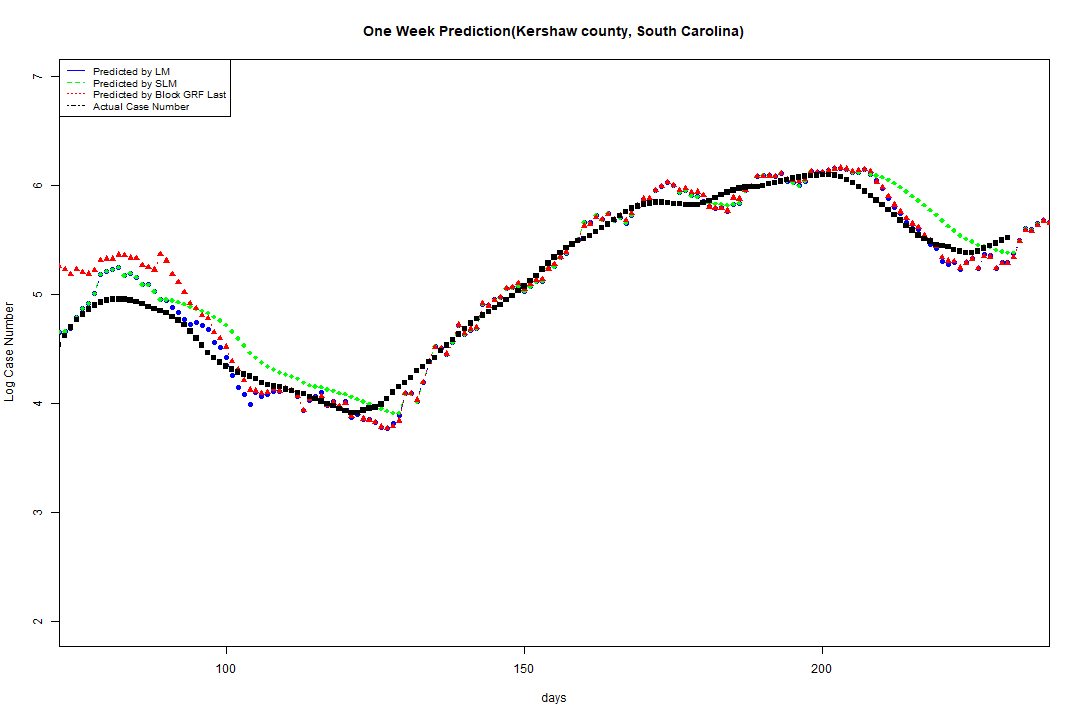 One Week Prediction(Kershaw county, South Carolina)
Predicted by LM
Predicted by SLM
Predicted by Block GRF Last
Actual Case Number
7
6
5
4
3
2
Log Case Number
100 150 200
days